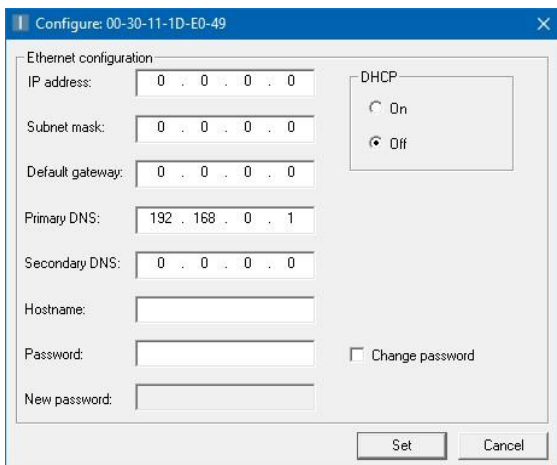 Configure: 00-30-11-1D-E0-49
Ethernet configuration
IP address: 0 . 0 . 0 . 0
DHCP
On
Off
Subnet mask: 0 . 0 . 0 . 0
Default gateway: 0 . 0 . 0 . 0
Primary DNS: 192 . 168 . 0 . 1
Secondary DNS: 0 . 0 . 0 . 0
Hostname:
Password:
Change password
New password:
Set Cancel